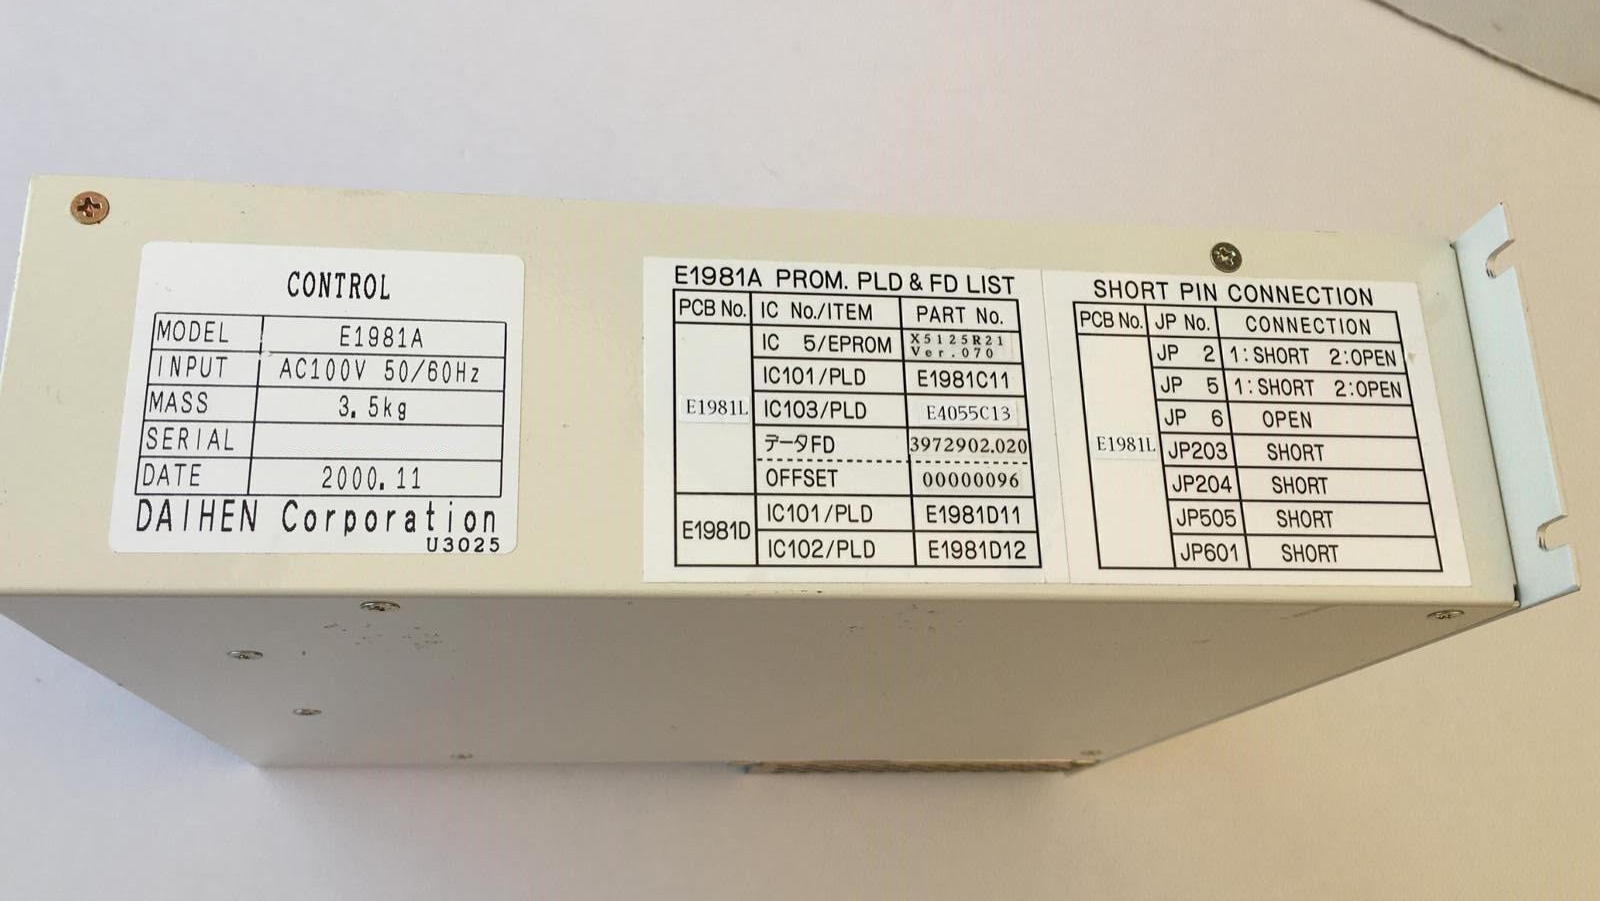 CONTROL
MODEL E1981A
INPUT AC100V 50/60Hz
MASS 3.5kg
SERIAL
DATE 2000.11
DAIHEN Corporation
U3025
E1981A PROM. PLD & FD LIST
PCB No. IC No./ITEM PART No.
E1981L IC 5/EPROM X5125R21 Ver.070
IC101/PLD E1981C11
IC103/PLD E4055C13
データFD 3972902.020
OFFSET 00000096
E1981D IC101/PLD E1981D11
IC102/PLD E1981D12
SHORT PIN CONNECTION
PCB No. JP No. CONNECTION
E1981L JP 2 1:SHORT 2:OPEN
JP 5 1:SHORT 2:OPEN
JP 6 OPEN
JP203 SHORT
JP204 SHORT
JP505 SHORT
JP601 SHORT